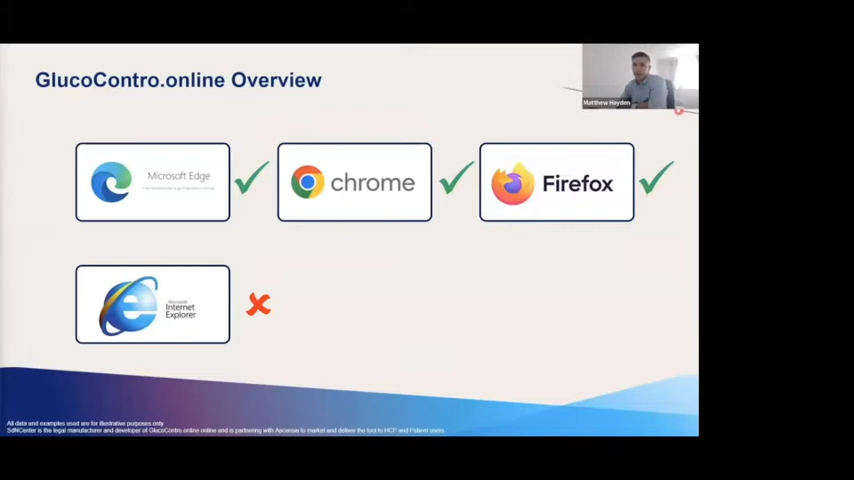 GlucoContro.online Overview
Matthew Hayden
Microsoft Edge
chrome
Firefox
Microsoft
Internet
Explorer
All data and examples used are for illustrative purposes only
SdNCenter is the legal manufacturer and developer of GlucoContro.online online and is partnering with Ascensia to market and deliver the tool to HCP and Patient users